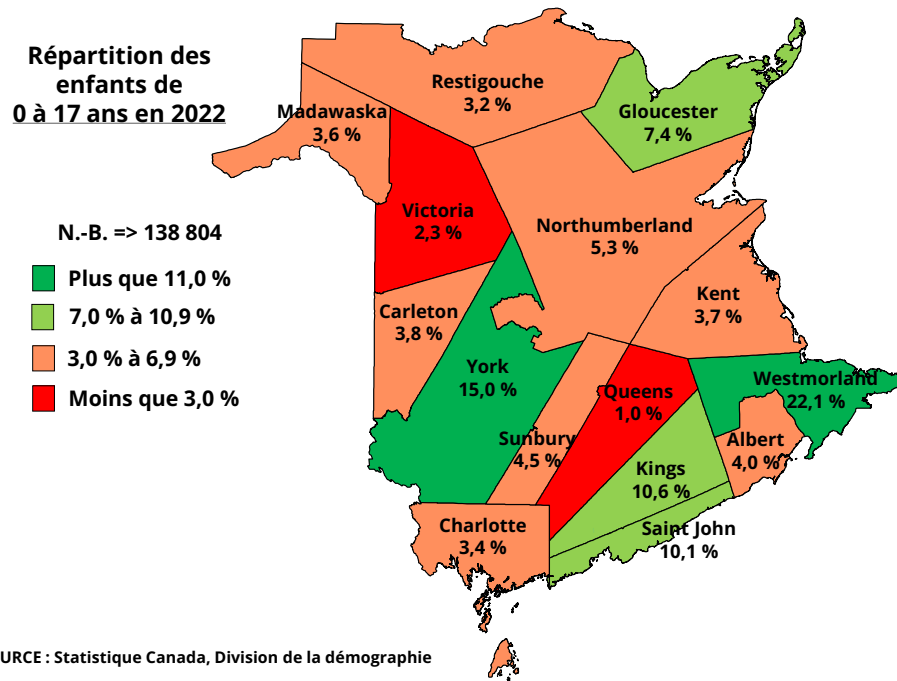 Répartition des
enfants de
0 à 17 ans en 2022
N.-B. => 138 804
Plus que 11,0 %
7,0 % à 10,9 %
3,0 % à 6,9 %
Moins que 3,0 %
Restigouche
3,2 %
Madawaska
3,6 %
Gloucester
7,4 %
Victoria
2,3 %
Northumberland
5,3 %
Carleton
3,8 %
Kent
3,7 %
York
15,0 %
Westmorland
22,1 %
Queens
1,0 %
Sunbury
4,5 %
Albert
4,0 %
Kings
10,6 %
Charlotte
3,4 %
Saint John
10,1 %
URCE : Statistique Canada, Division de la démographie